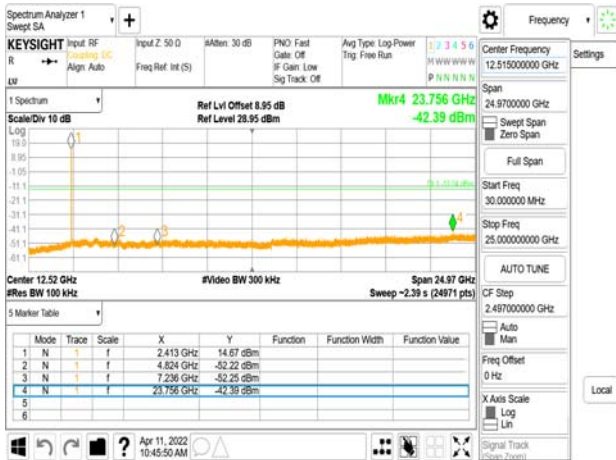 Spectrum Analyzer 1
Swept SA
Frequency
Settings
KEYSIGHT
R
Input: RF
Coupling: DC
Align: Auto
Input Z: 50 Ω
Freq Ref: Int (S)
#Atten: 30 dB
PNO: Fast
Gate: Off
IF Gain: Low
Sig Track: Off
Avg Type: Log-Power
Trig: Free Run
1 2 3 4 5 6
M W W W W W
P N N N N N
1 Spectrum
Scale/Div 10 dB
Ref Lvl Offset 8.95 dB
Ref Level 28.95 dBm
Mkr4 23.756 GHz
-42.39 dBm
Log
19.0
8.95
-1.05
-11.1
-21.1
-31.1
-41.1
-51.1
-61.1
1
2
3
4
Center 12.52 GHz
#Res BW 100 kHz
#Video BW 300 kHz
Span 24.97 GHz
Sweep ~2.39 s (24971 pts)
5 Marker Table
Mode Trace Scale X Y Function Function Width Function Value
1 N 1 f 2.413 GHz 14.67 dBm
2 N 1 f 4.824 GHz -52.22 dBm
3 N 1 f 7.236 GHz -52.25 dBm
4 N 1 f 23.756 GHz -42.39 dBm
5
6
Apr 11, 2022
10:45:50 AM
?
Center Frequency
12.515000000 GHz
Span
24.9700000 GHz
Swept Span
Zero Span
Full Span
Start Freq
30.000000 MHz
Stop Freq
25.000000000 GHz
AUTO TUNE
CF Step
2.497000000 GHz
Auto
Man
Freq Offset
0 Hz
X Axis Scale
Log
Lin
Signal Track
(Span Zoom)
Local